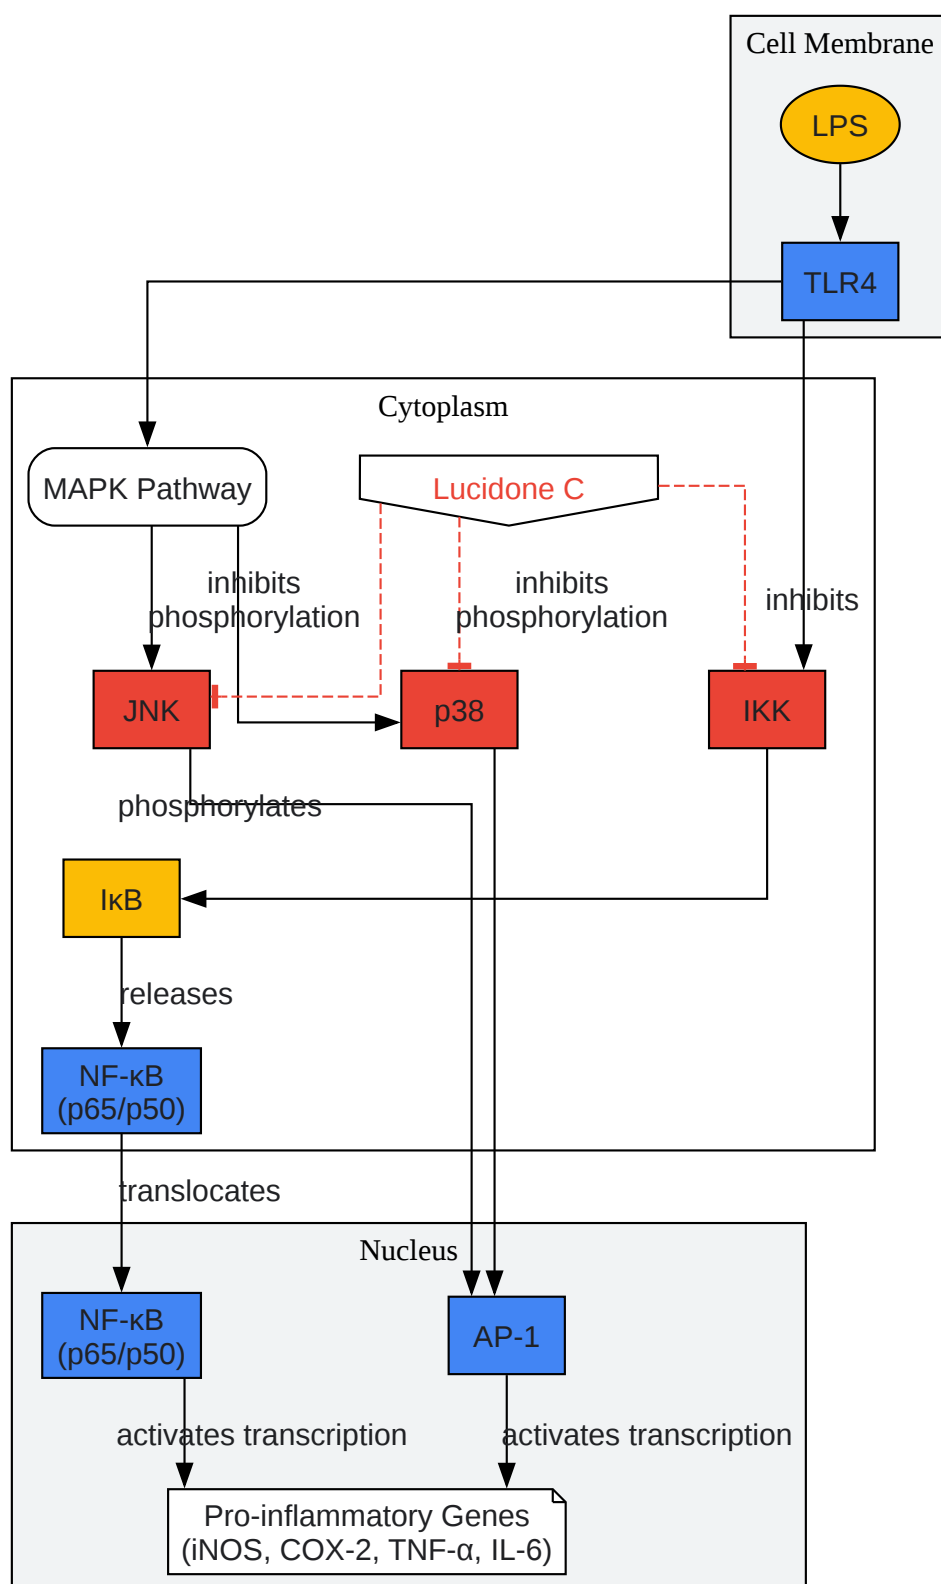 Cell Membrane
LPS
TLR4
Cytoplasm
MAPK Pathway
Lucidone C
inhibits
phosphorylation
inhibits
phosphorylation
inhibits
JNK
p38
IKK
phosphorylates
IκB
releases
NF-κB
(p65/p50)
translocates
Nucleus
NF-κB
(p65/p50)
AP-1
activates transcription
activates transcription
Pro-inflammatory Genes
(iNOS, COX-2, TNF-α, IL-6)